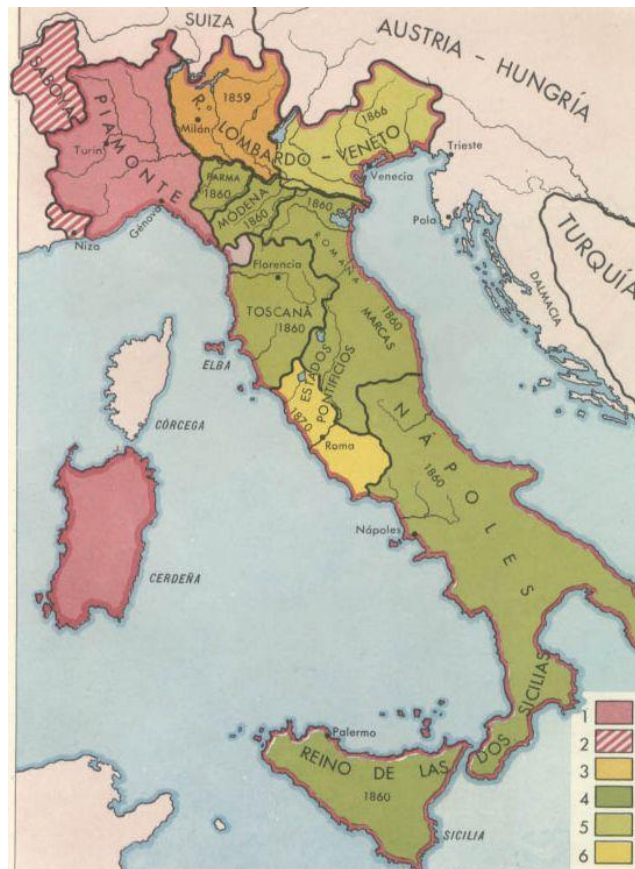 SUIZA
AUSTRIA - HUNGRÍA
SABOYA
PIAMONTE
Turín
Génova
Niza
1859
Milán
R. LOMBARDO - VENETO
1866
Venecia
Trieste
Pola
DALMACIA
TURQUÍA
PARMA
1860
MÓDENA
1860
1860
ROMAÑA
Florencia
TOSCANA
1860
1860
MARCAS
ELBA
ESTADOS
PONTIFICIOS
1870
Roma
CÓRCEGA
CERDEÑA
NÁPOLES
1860
Nápoles
Palermo
REINO DE LAS DOS SICILIAS
1860
SICILIA
1
2
3
4
5
6